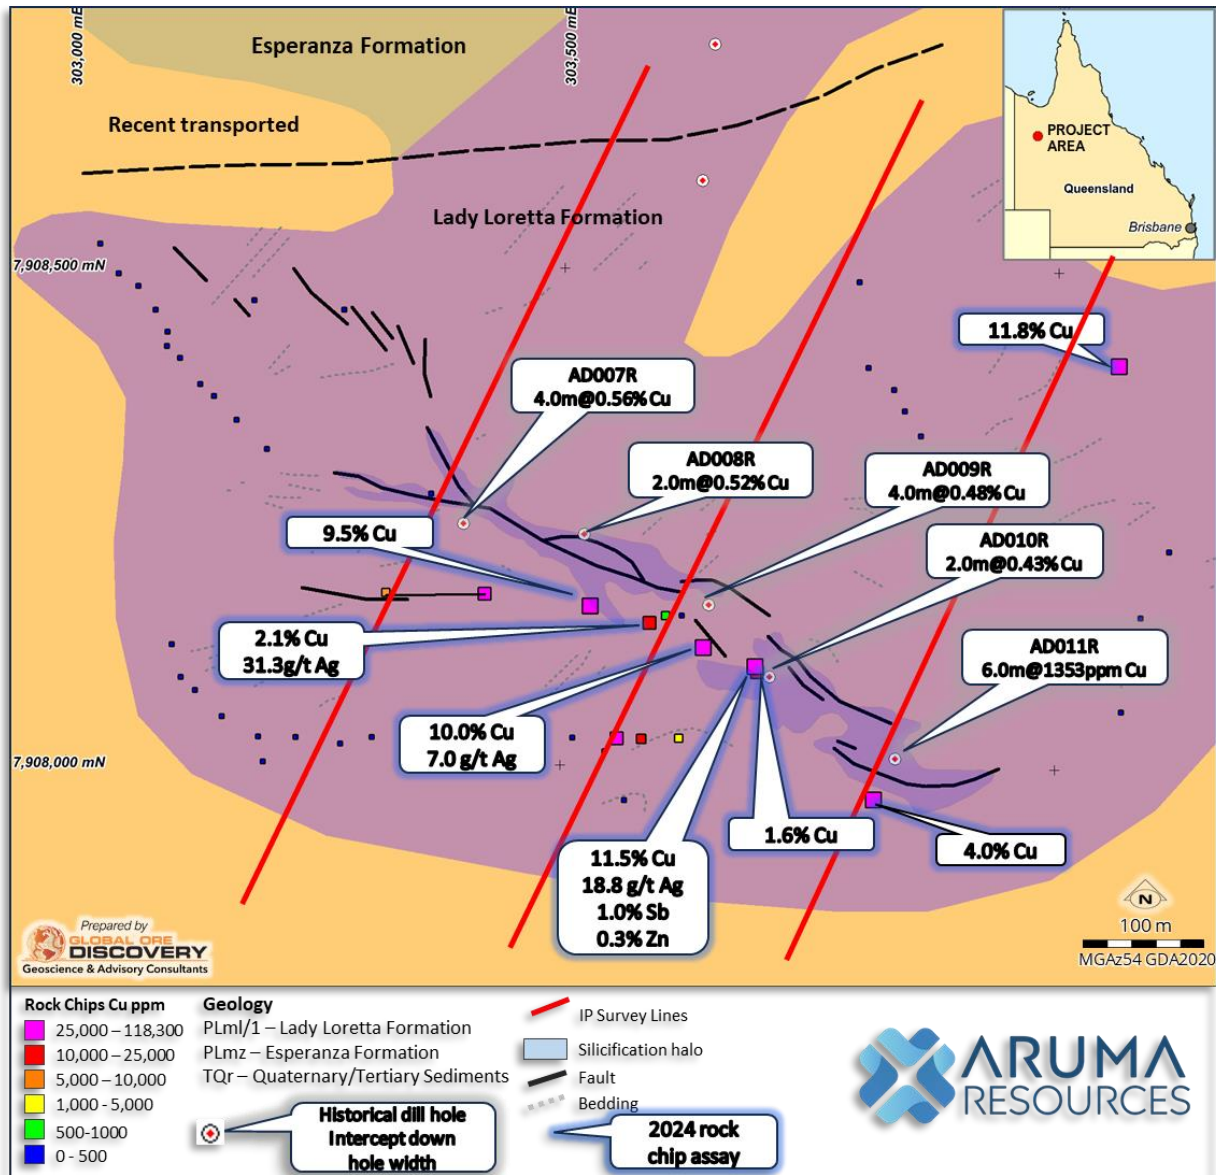 303,000 mE
303,500 mE
Esperanza Formation
Recent transported
Lady Loretta Formation
PROJECT
AREA
Queensland
Brisbane
7,908,500 mN
11.8% Cu
AD007R
4.0m@0.56% Cu
AD008R
2.0m@0.52% Cu
AD009R
4.0m@0.48% Cu
9.5% Cu
AD010R
2.0m@0.43% Cu
2.1% Cu
31.3g/t Ag
AD011R
6.0m@1353ppm Cu
10.0% Cu
7.0 g/t Ag
7,908,000 mN
1.6% Cu
4.0% Cu
11.5% Cu
18.8 g/t Ag
1.0% Sb
0.3% Zn
N
100 m
MGAz54 GDA2020
Prepared by
GLOBAL ORE
DISCOVERY
Geoscience & Advisory Consultants
Rock Chips Cu ppm
25,000 – 118,300
10,000 – 25,000
5,000 – 10,000
1,000 - 5,000
500-1000
0 - 500
Geology
PLml/1 – Lady Loretta Formation
PLmz – Esperanza Formation
TQr – Quaternary/Tertiary Sediments
Historical dill hole
Intercept down
hole width
IP Survey Lines
Silicification halo
Fault
Bedding
2024 rock
chip assay
ARUMA
RESOURCES